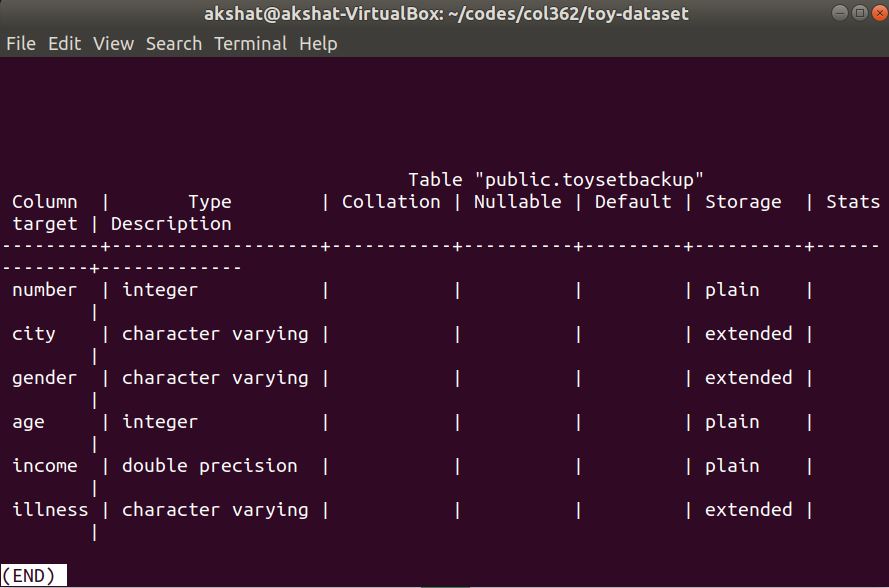 akshat@akshat-VirtualBox: ~/codes/col362/toy-dataset
File Edit View Search Terminal Help
Table "public.toysetbackup"
 Column  |       Type        | Collation | Nullable | Default | Storage  | Stats
 target | Description
---------+-------------------+-----------+----------+---------+----------+------
--------+-------------
 number  | integer           |           |          |         | plain    |
        |
 city    | character varying |           |          |         | extended |
        |
 gender  | character varying |           |          |         | extended |
        |
 age     | integer           |           |          |         | plain    |
        |
 income  | double precision  |           |          |         | plain    |
        |
 illness | character varying |           |          |         | extended |
        |
(END)